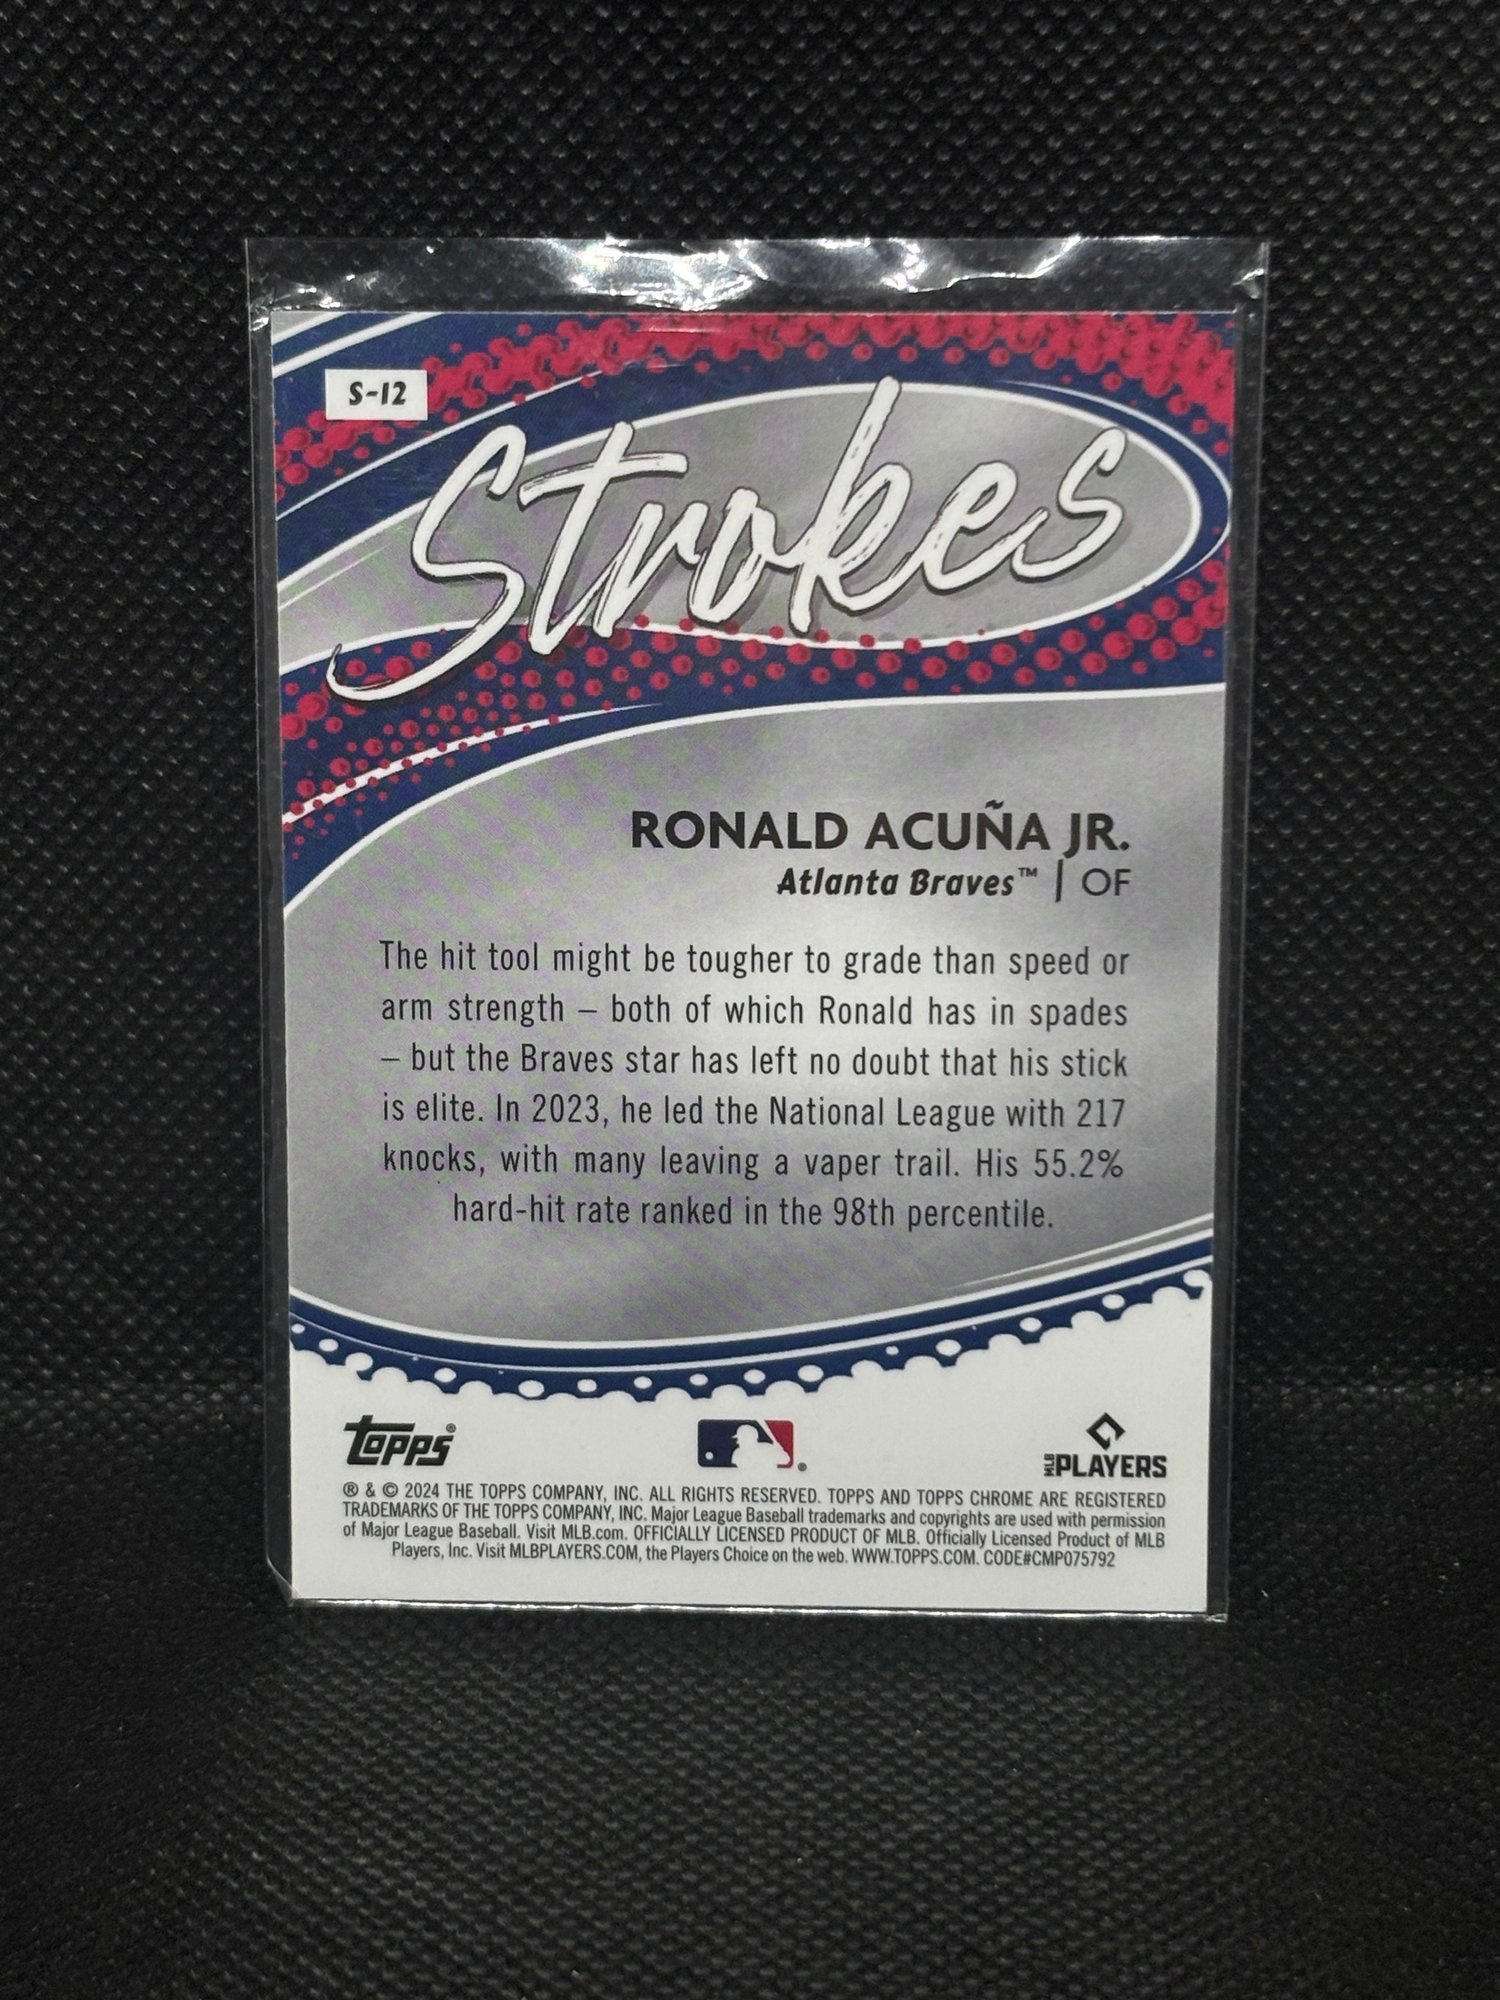 S-12
Strokes
RONALD ACUÑA JR.
Atlanta Braves™ | OF
The hit tool might be tougher to grade than speed or
arm strength – both of which Ronald has in spades
– but the Braves star has left no doubt that his stick
is elite. In 2023, he led the National League with 217
knocks, with many leaving a vaper trail. His 55.2%
hard-hit rate ranked in the 98th percentile.
topps®
®
MLB PLAYERS
® & © 2024 THE TOPPS COMPANY, INC. ALL RIGHTS RESERVED. TOPPS AND TOPPS CHROME ARE REGISTERED
TRADEMARKS OF THE TOPPS COMPANY, INC. Major League Baseball trademarks and copyrights are used with permission
of Major League Baseball. Visit MLB.com. OFFICIALLY LICENSED PRODUCT OF MLB. Officially Licensed Product of MLB
Players, Inc. Visit MLBPLAYERS.COM, the Players Choice on the web. WWW.TOPPS.COM. CODE#CMP075792